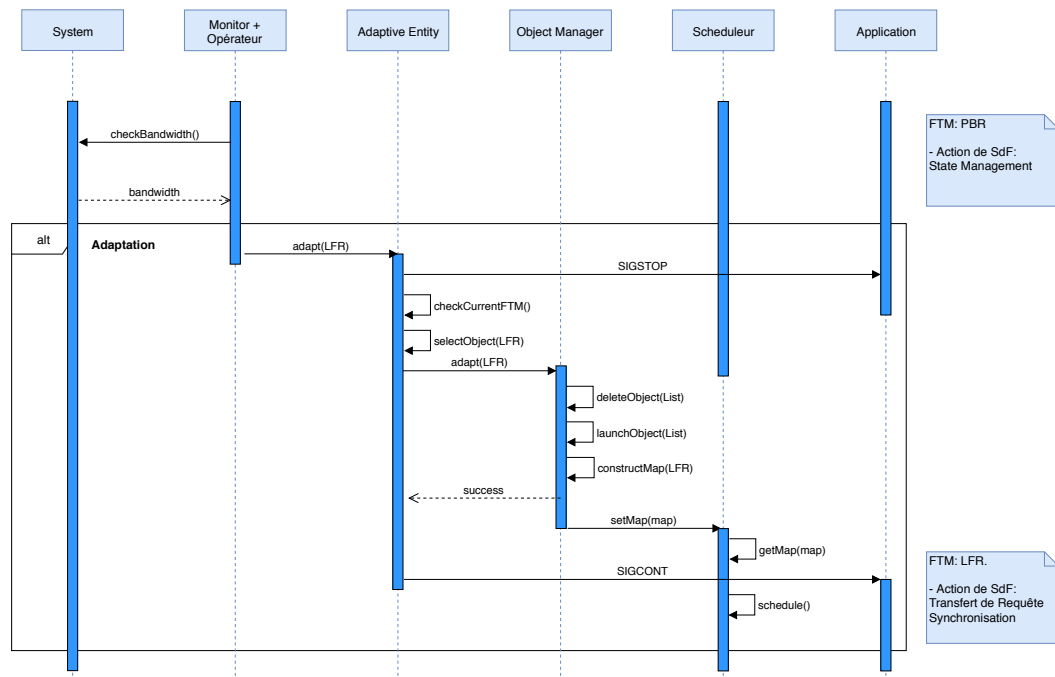 System
Monitor +
Opérateur
Adaptive Entity
Object Manager
Scheduleur
Application
FTM: PBR
- Action de SdF:
State Management
checkBandwidth()
bandwidth
alt
Adaptation
adapt(LFR)
SIGSTOP
checkCurrentFTM()
selectObject(LFR)
adapt(LFR)
deleteObject(List)
launchObject(List)
constructMap(LFR)
success
setMap(map)
getMap(map)
SIGCONT
schedule()
FTM: LFR.
- Action de SdF:
Transfert de Requête
Synchronisation